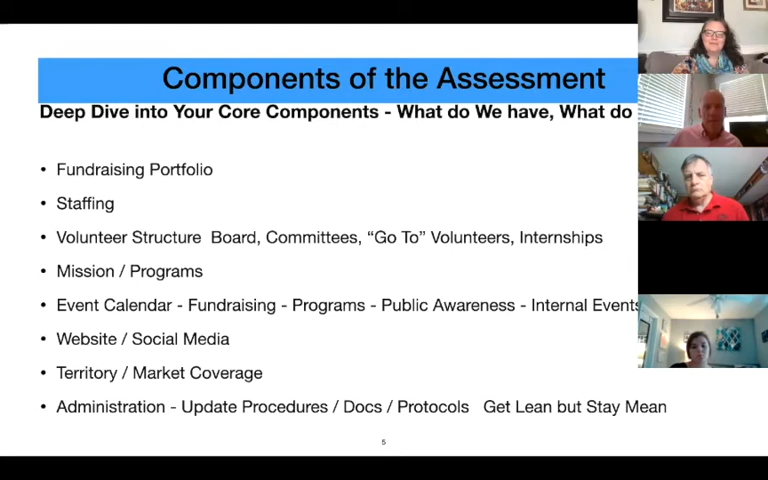 Components of the Assessment
Deep Dive into Your Core Components - What do We have, What do
• Fundraising Portfolio
• Staffing
• Volunteer Structure  Board, Committees, “Go To” Volunteers, Internships
• Mission / Programs
• Event Calendar - Fundraising - Programs - Public Awareness - Internal Events
• Website / Social Media
• Territory / Market Coverage
• Administration - Update Procedures / Docs / Protocols  Get Lean but Stay Mean
5